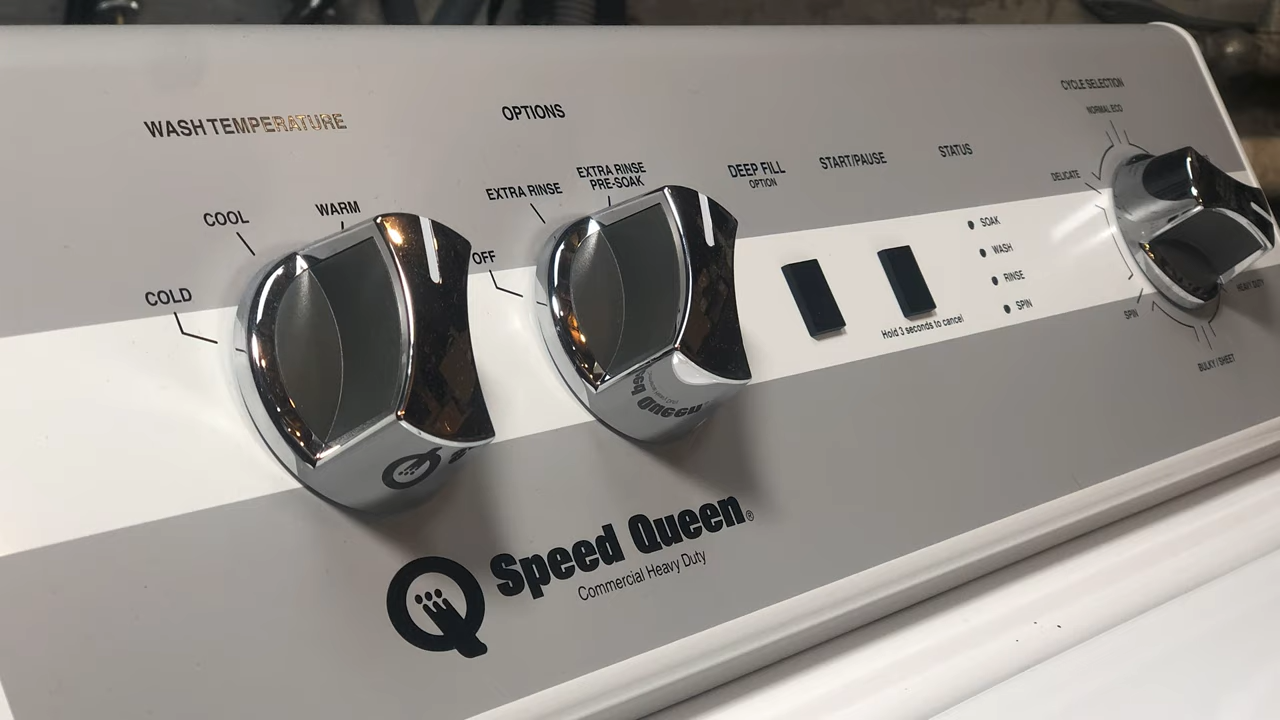 WASH TEMPERATURE
COLD
COOL
WARM
OPTIONS
OFF
EXTRA RINSE
EXTRA RINSE
PRE-SOAK
DEEP FILL
OPTION
START/PAUSE
Hold 3 seconds to cancel
STATUS
SOAK
WASH
RINSE
SPIN
CYCLE SELECTION
NORMAL ECO
DELICATE
HEAVY DUTY
SPIN
BULKY / SHEET
Speed Queen®
Commercial Heavy Duty